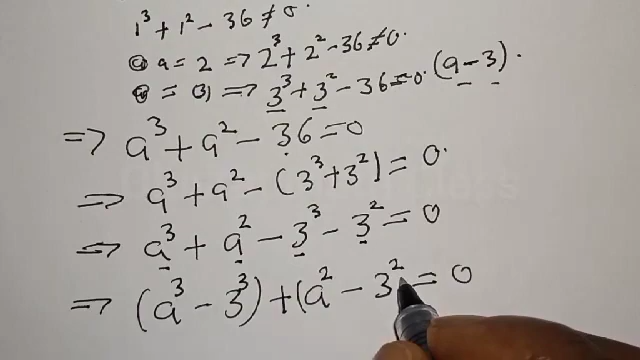 1³ + 1² - 36 ≠ 0.
@ a = 2 => 2³ + 2² - 36 ≠ 0.
@ = 3) => 3³ + 3² - 36 = 0. (a - 3).
=> a³ + a² - 36 = 0
=> a³ + a² - (3³ + 3²) = 0.
=> a³ + a² - 3³ - 3² = 0
=> (a³ - 3³) + (a² - 3² = 0